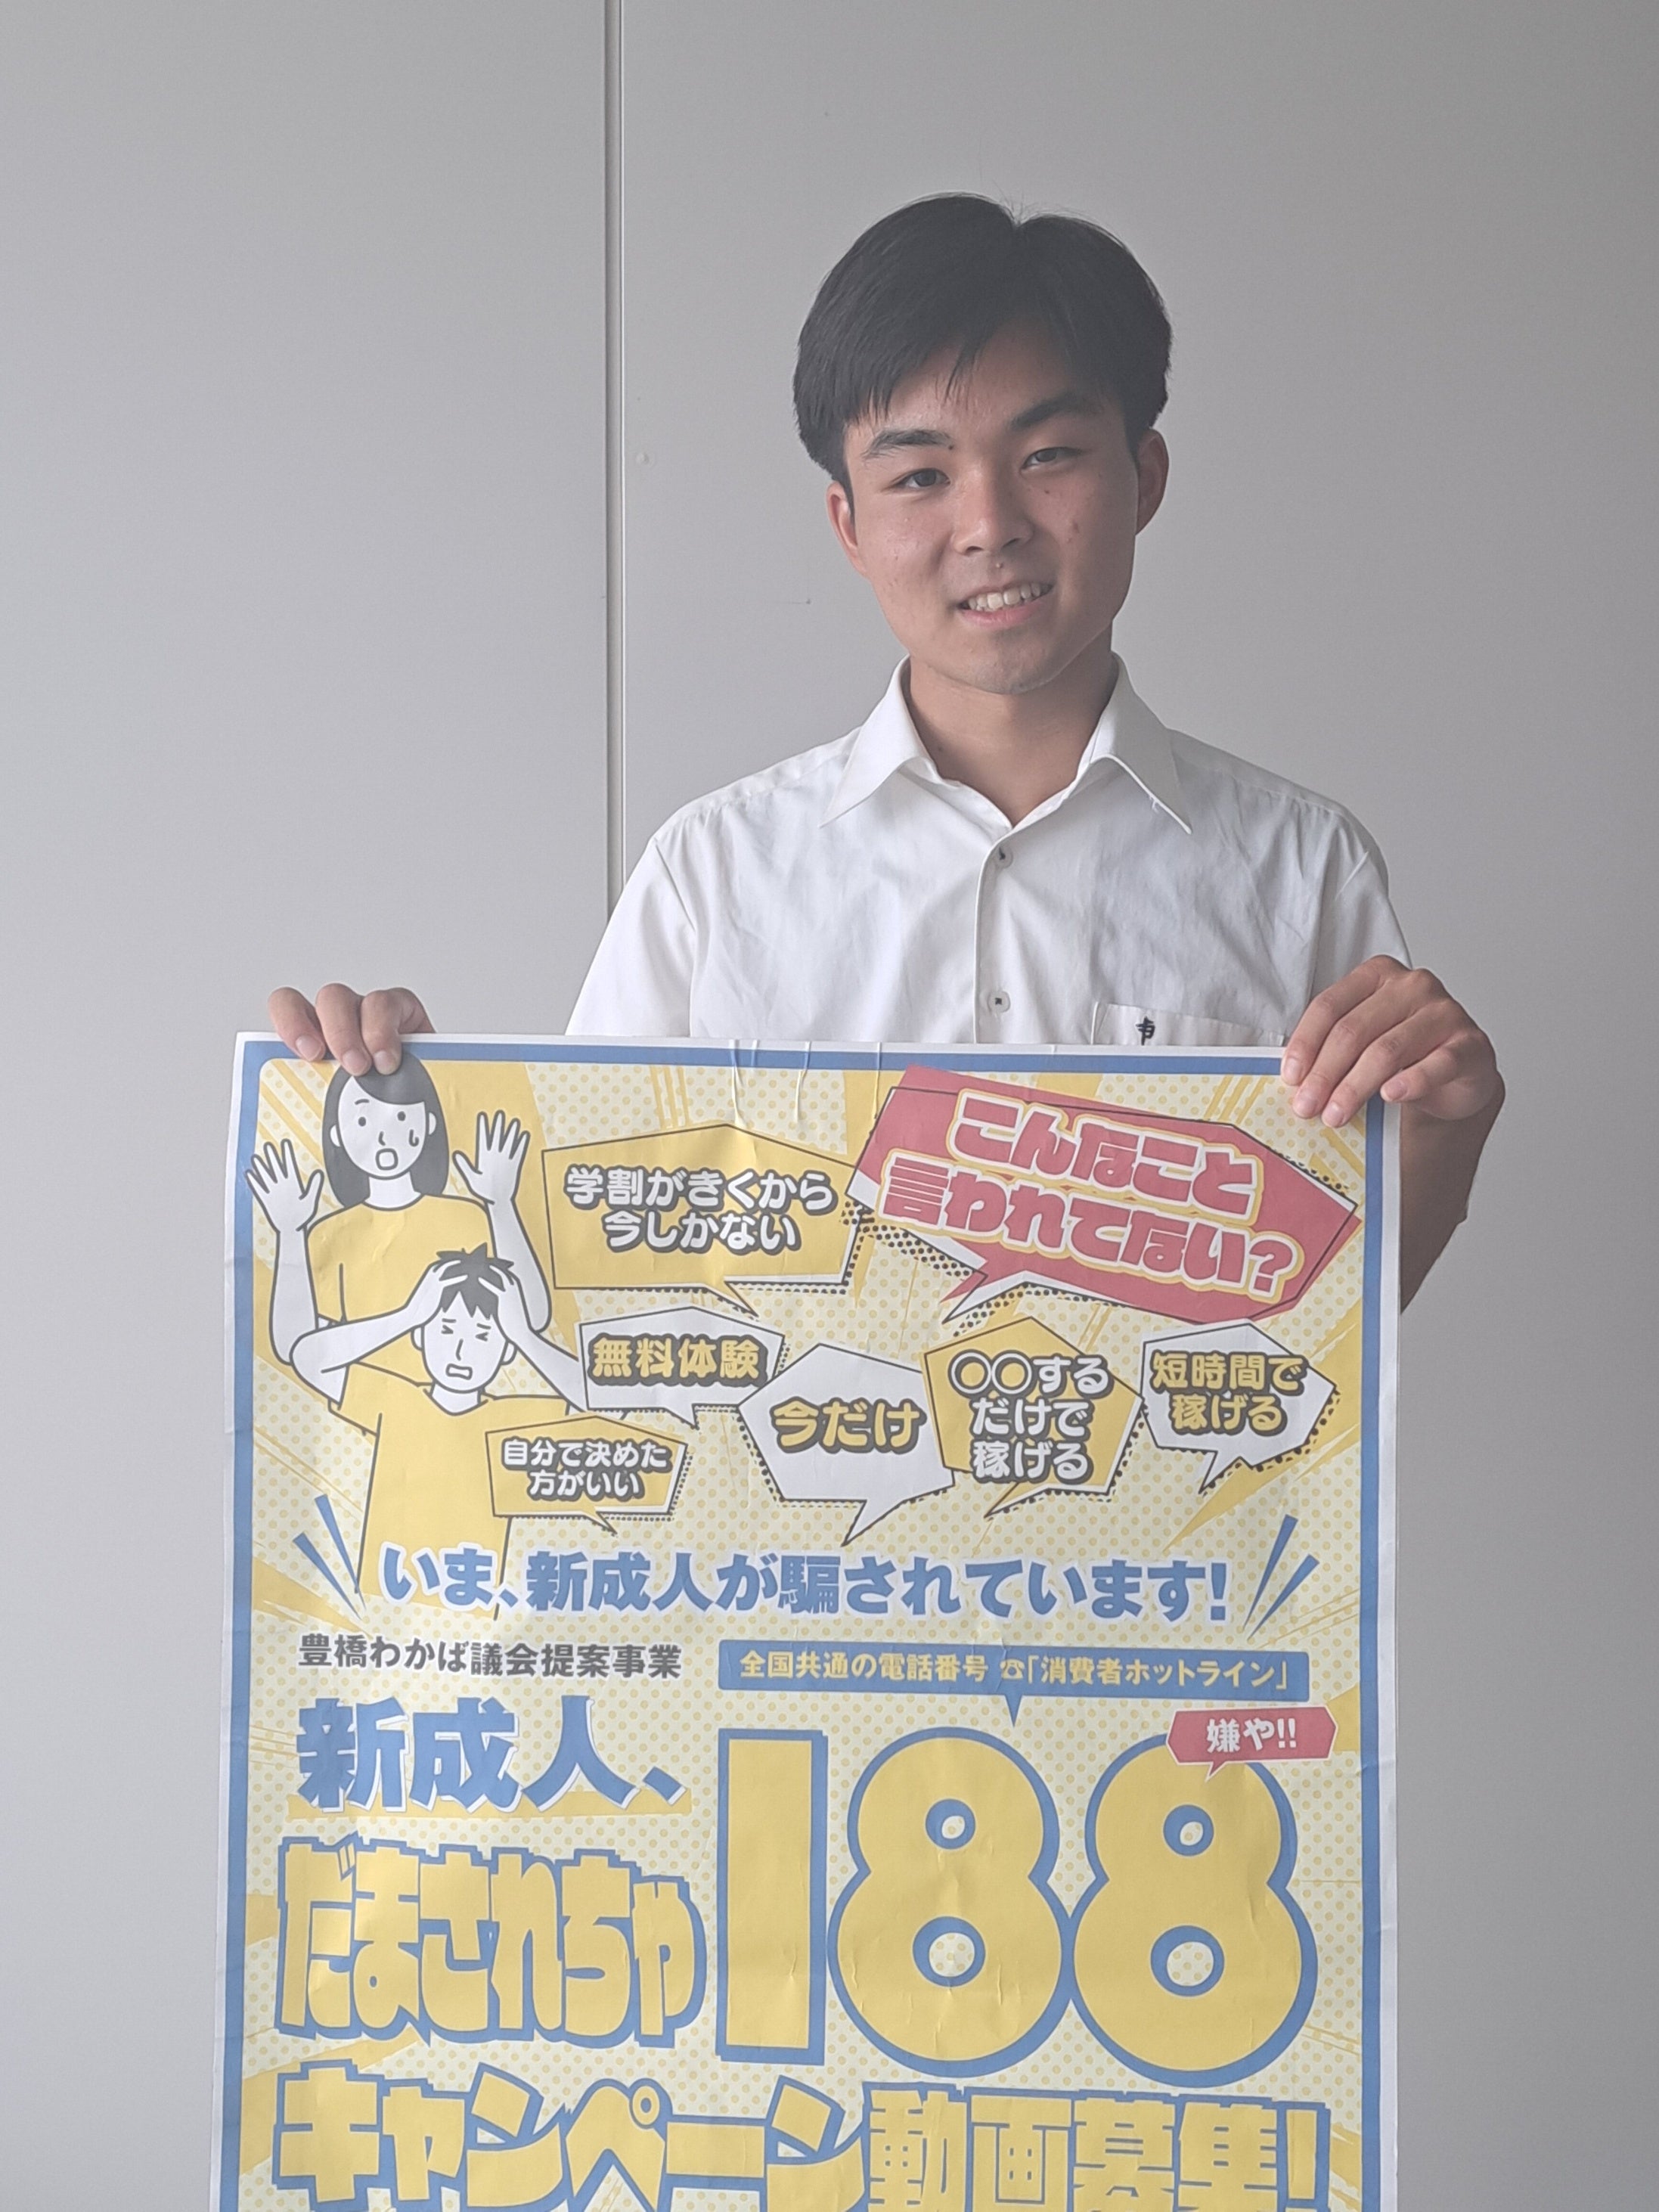 こんなこと
言われてない?
学割がきくから
今しかない
無料体験
今だけ
〇〇する
だけで
稼げる
短時間で
稼げる
自分で決めた
方がいい
いま、新成人が騙されています!
豊橋わかば議会提案事業
全国共通の電話番号 ☎「消費者ホットライン」
新成人、
だまされちゃ
188
嫌や!!
キャンペーン動画募集!